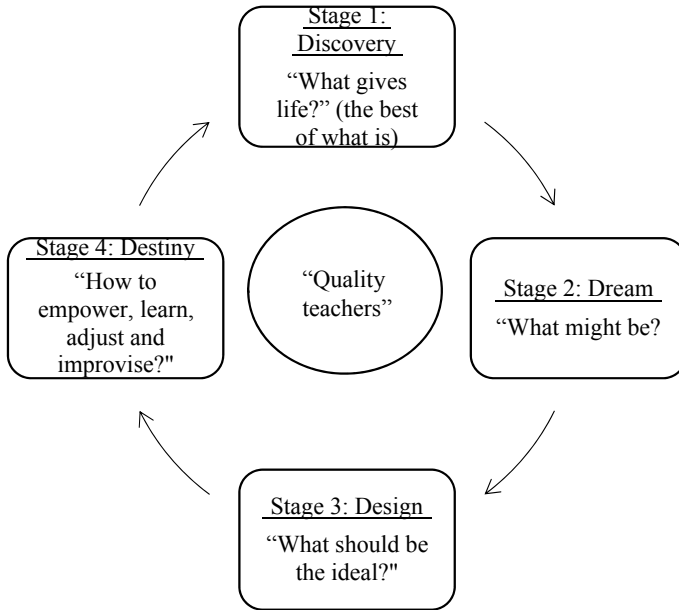 Stage 1:
Discovery
“What gives
life?” (the best
of what is)
Stage 2: Dream
“What might be?
Stage 3: Design
“What should be
the ideal?"
Stage 4: Destiny
“How to
empower, learn,
adjust and
improvise?"
“Quality
teachers”